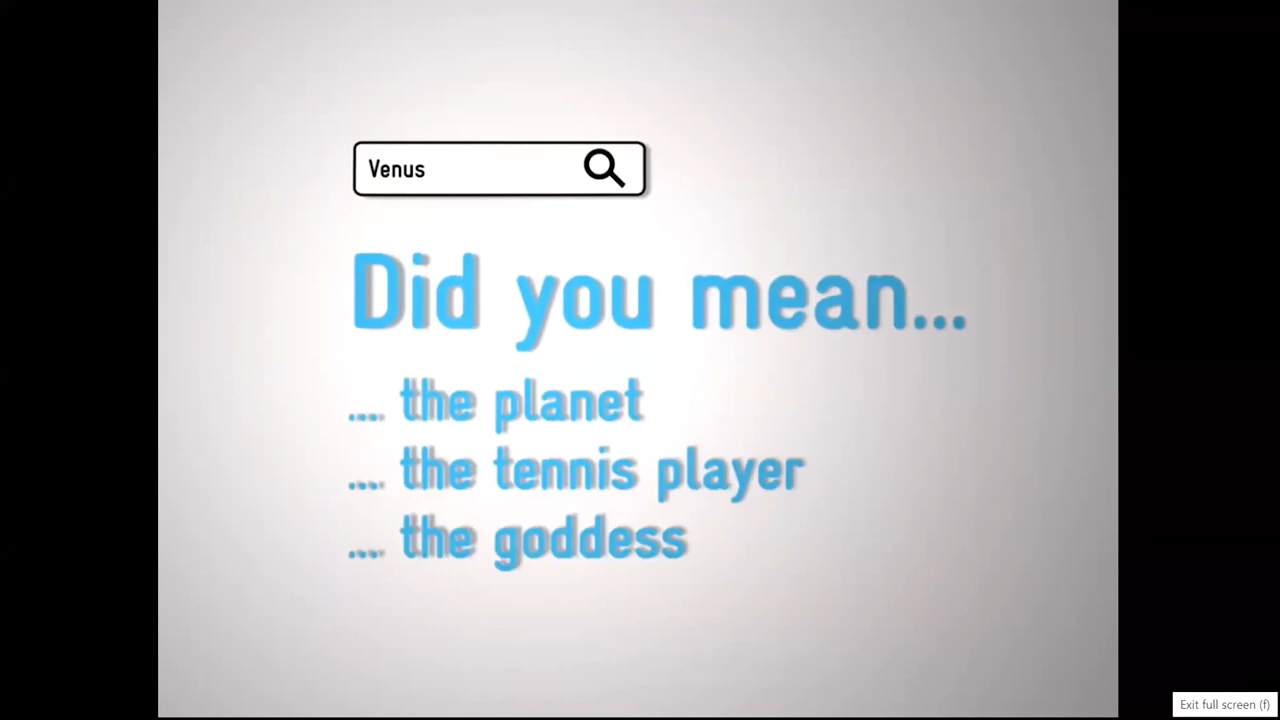 Venus
Did you mean...
... the planet
... the tennis player
... the goddess
Exit full screen (f)